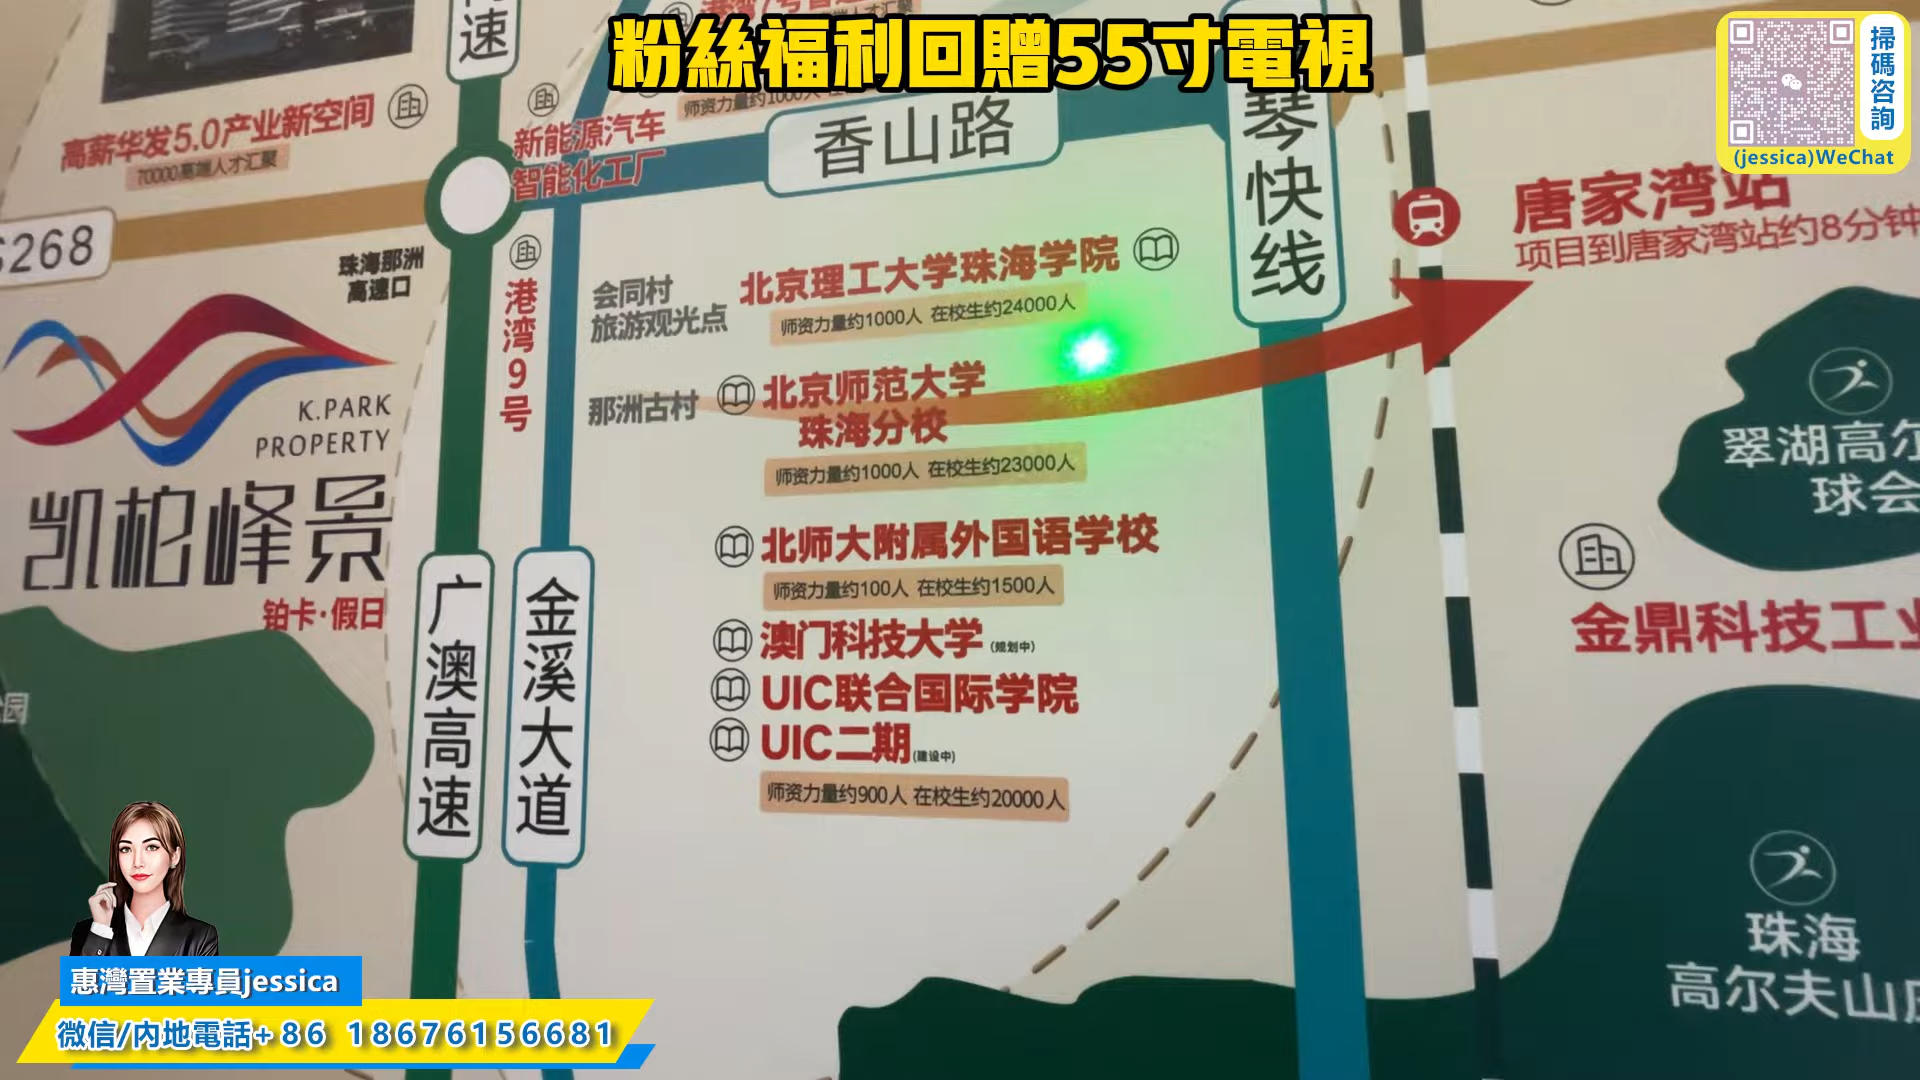 粉絲福利回贈55寸電視
掃碼咨詢
(jessica)WeChat
速
高薪华发5.0产业新空间
70000高端人才汇聚
新能源汽车
智能化工厂
香山路
琴快线
唐家湾站
项目到唐家湾站约8分钟
S268
珠海那洲
高速口
港湾9号
会同村
旅游观光点
北京理工大学珠海学院
师资力量约1000人 在校生约24000人
那洲古村
北京师范大学
珠海分校
师资力量约1000人 在校生约23000人
K.PARK
PROPERTY
凯柏峰景
铂卡·假日
北师大附属外国语学校
师资力量约100人 在校生约1500人
澳门科技大学(规划中)
UIC联合国际学院
UIC二期(建设中)
师资力量约900人 在校生约20000人
广澳高速
金溪大道
翠湖高尔
球会
金鼎科技工业
珠海
高尔夫山庄
惠灣置業專員jessica
微信/內地電話+86 18676156681